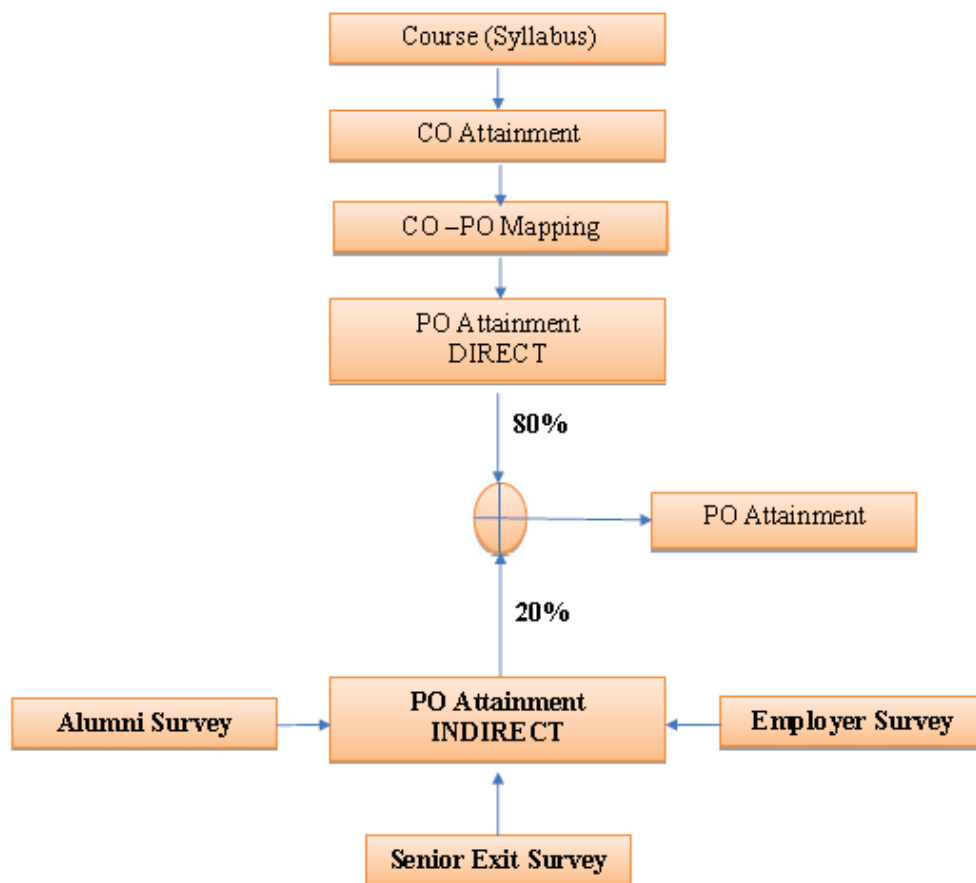 Course (Syllabus)
CO Attainment
CO –PO Mapping
PO Attainment
DIRECT
80%
PO Attainment
20%
Alumni Survey
PO Attainment
INDIRECT
Employer Survey
Senior Exit Survey